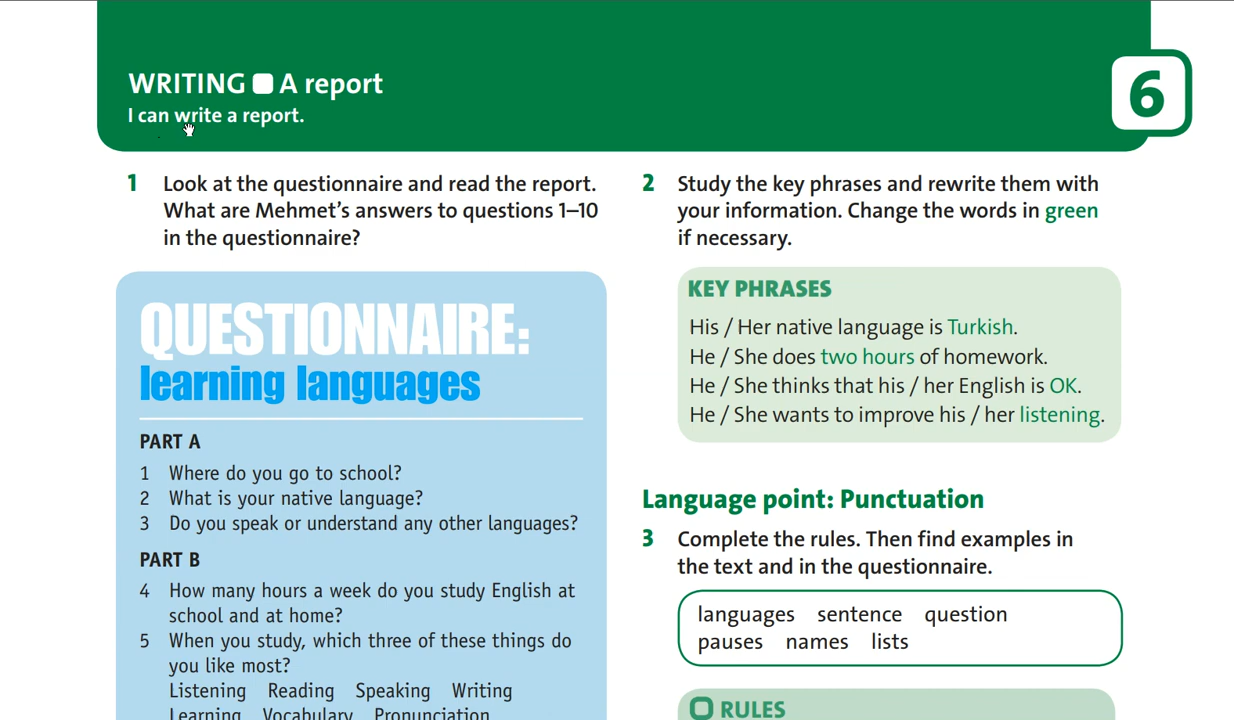 WRITING A report
I can write a report.
6
1 Look at the questionnaire and read the report.
What are Mehmet's answers to questions 1–10
in the questionnaire?
QUESTIONNAIRE:
learning languages
PART A
1 Where do you go to school?
2 What is your native language?
3 Do you speak or understand any other languages?
PART B
4 How many hours a week do you study English at
school and at home?
5 When you study, which three of these things do
you like most?
Listening Reading Speaking Writing
Learning Vocabulary Pronunciation
2 Study the key phrases and rewrite them with
your information. Change the words in green
if necessary.
KEY PHRASES
His / Her native language is Turkish.
He / She does two hours of homework.
He / She thinks that his / her English is OK.
He / She wants to improve his / her listening.
Language point: Punctuation
3 Complete the rules. Then find examples in
the text and in the questionnaire.
languages sentence question
pauses names lists
RULES